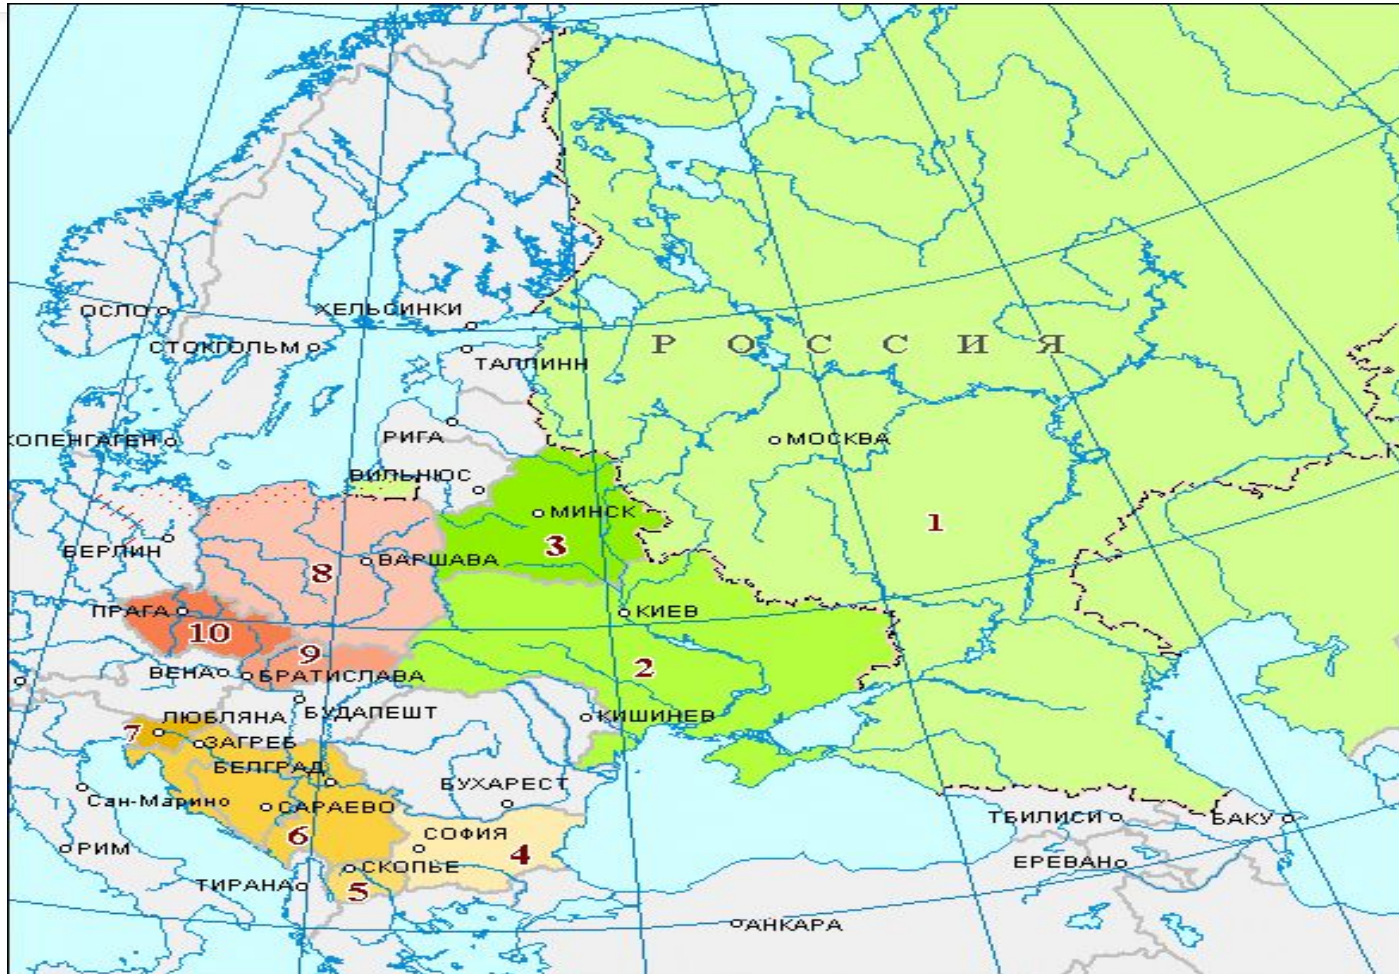 ОСЛО
ХЕЛЬСИНКИ
СТОКГОЛЬМ
РОССИЯ
ТАЛЛИНН
КОПЕНГАГЕН
РИГА
МОСКВА
ВИЛЬНЮС
МИНСК
1
БЕРЛИН
3
ВАРШАВА
8
ПРАГА
КИЕВ
10
9
2
ВЕНА
БРАТИСЛАВА
БУДАПЕШТ
ЛЮБЛЯНА
КИШИНЕВ
7
ЗАГРЕБ
БЕЛГРАД
БУХАРЕСТ
Сан-Марино
САРАЕВО
ТБИЛИСИ
БАКУ
6
СОФИЯ
4
РИМ
СКОПЬЕ
ЕРЕВАН
ТИРАНА
5
АНКАРА